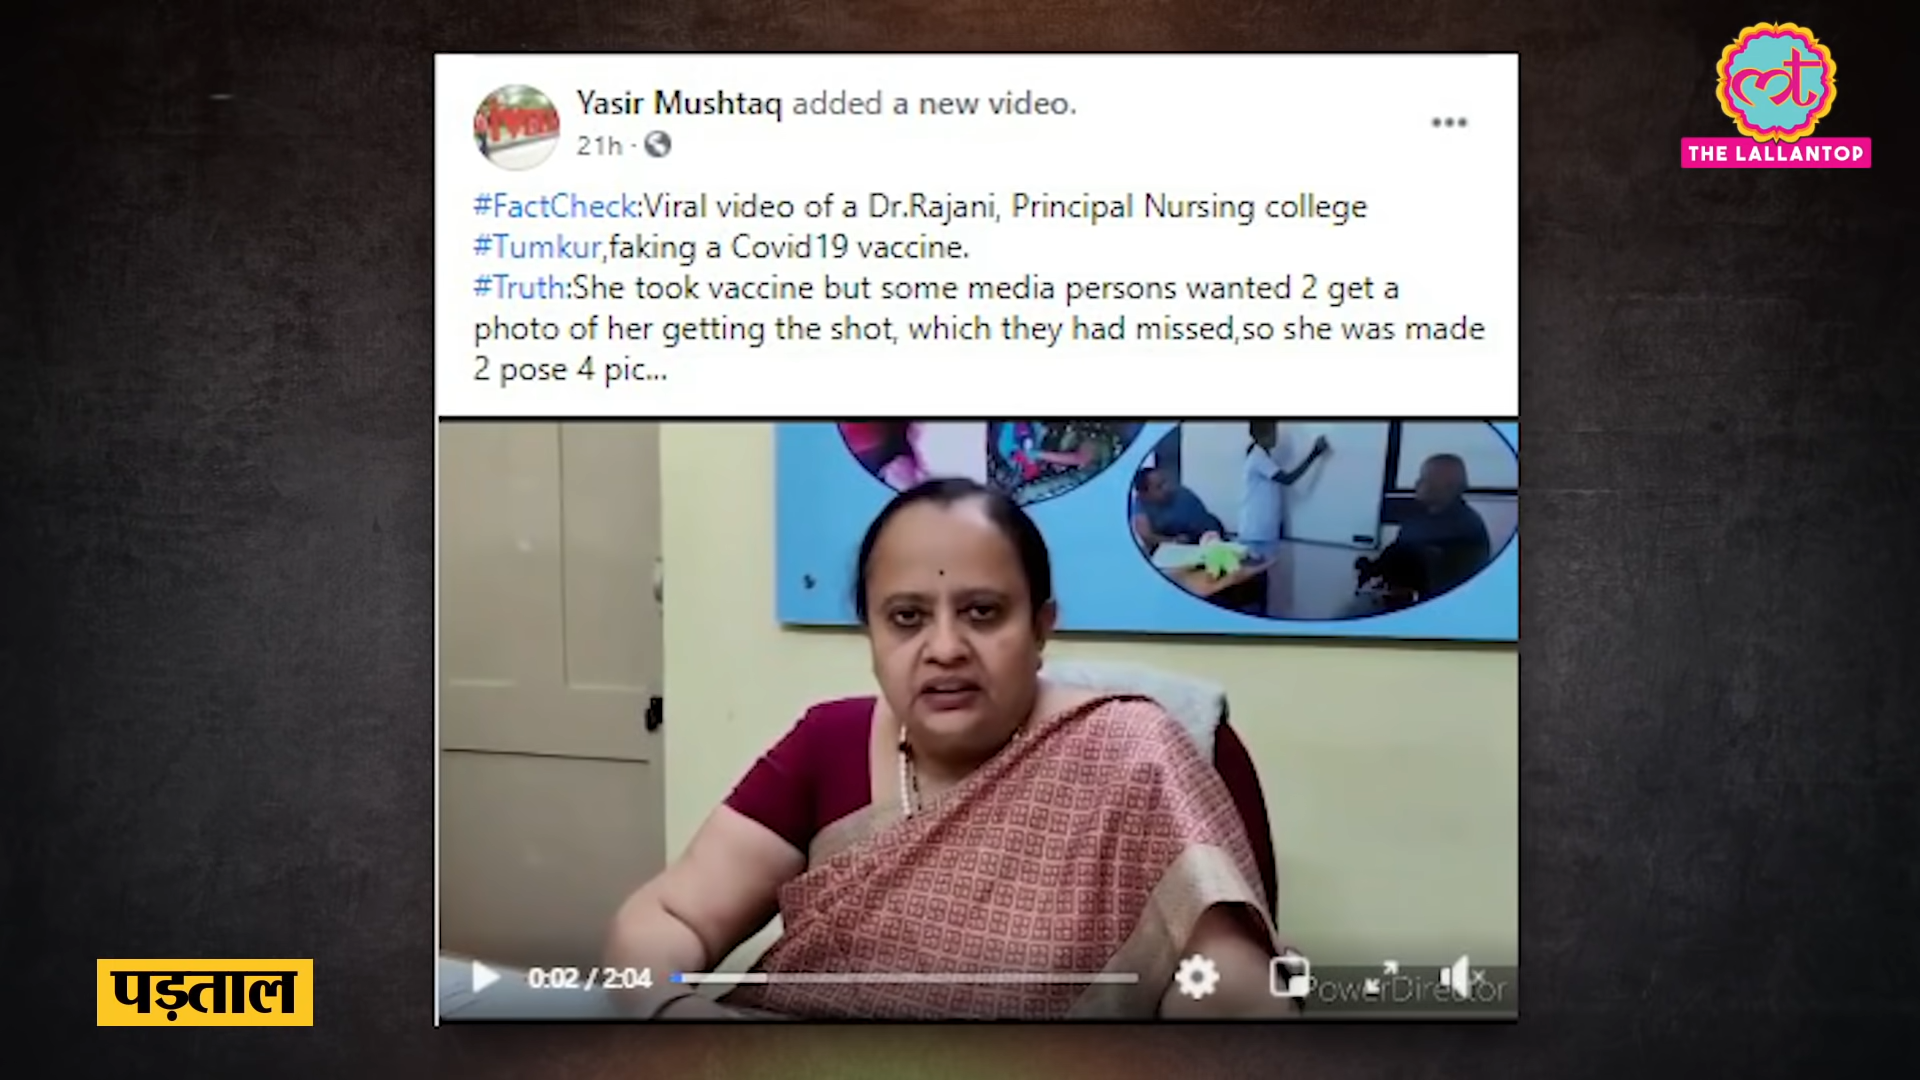 Yasir Mushtaq added a new video.
21h ·
#FactCheck:Viral video of a Dr.Rajani, Principal Nursing college
#Tumkur,faking a Covid19 vaccine.
#Truth:She took vaccine but some media persons wanted 2 get a
photo of her getting the shot, which they had missed,so she was made
2 pose 4 pic...
THE LALLANTOP
0:02 / 2:04
PowerDirector
पड़ताल